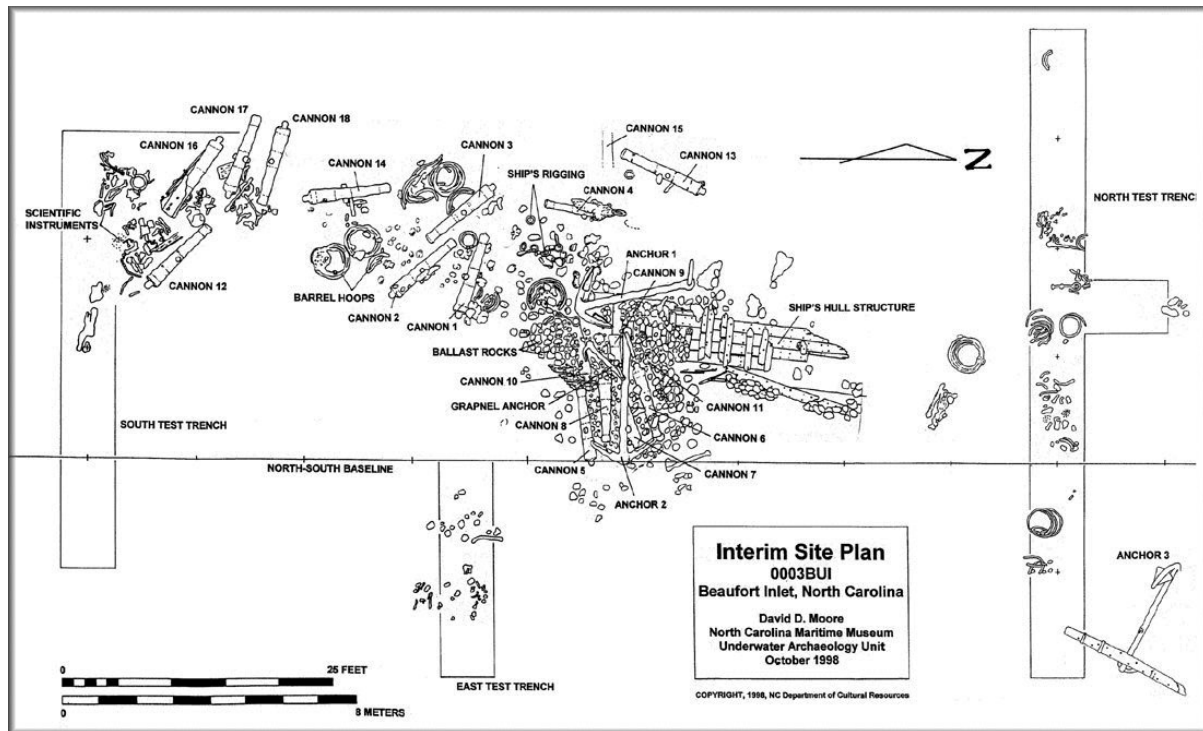 CANNON 17
CANNON 18
CANNON 16
CANNON 3
CANNON 15
CANNON 13
CANNON 14
SHIP'S RIGGING
CANNON 4
N
NORTH TEST TRENCH
SCIENTIFIC
INSTRUMENTS
ANCHOR 1
CANNON 9
CANNON 12
BARREL HOOPS
CANNON 2
CANNON 1
SHIP'S HULL STRUCTURE
BALLAST ROCKS
CANNON 10
GRAPNEL ANCHOR
CANNON 11
CANNON 8
CANNON 6
SOUTH TEST TRENCH
NORTH-SOUTH BASELINE
CANNON 5
CANNON 7
ANCHOR 2
Interim Site Plan
0003BUI
Beaufort Inlet, North Carolina
David D. Moore
North Carolina Maritime Museum
Underwater Archaeology Unit
October 1998
ANCHOR 3
0 25 FEET
0 8 METERS
EAST TEST TRENCH
COPYRIGHT, 1998, NC Department of Cultural Resources